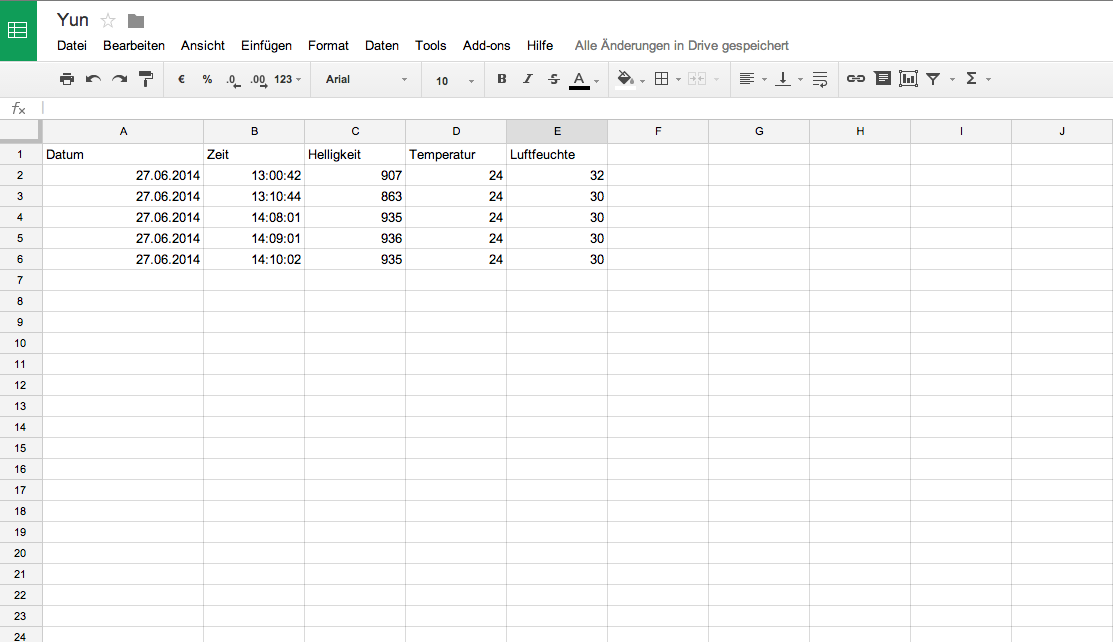 Yun
Datei Bearbeiten Ansicht Einfügen Format Daten Tools Add-ons Hilfe Alle Änderungen in Drive gespeichert
€ % .0 .00 123 Arial 10 B I S A Σ
fx
A B C D E F G H I J
1 Datum Zeit Helligkeit Temperatur Luftfeuchte
2 27.06.2014 13:00:42 907 24 32
3 27.06.2014 13:10:44 863 24 30
4 27.06.2014 14:08:01 935 24 30
5 27.06.2014 14:09:01 936 24 30
6 27.06.2014 14:10:02 935 24 30
7
8
9
10
11
12
13
14
15
16
17
18
19
20
21
22
23
24